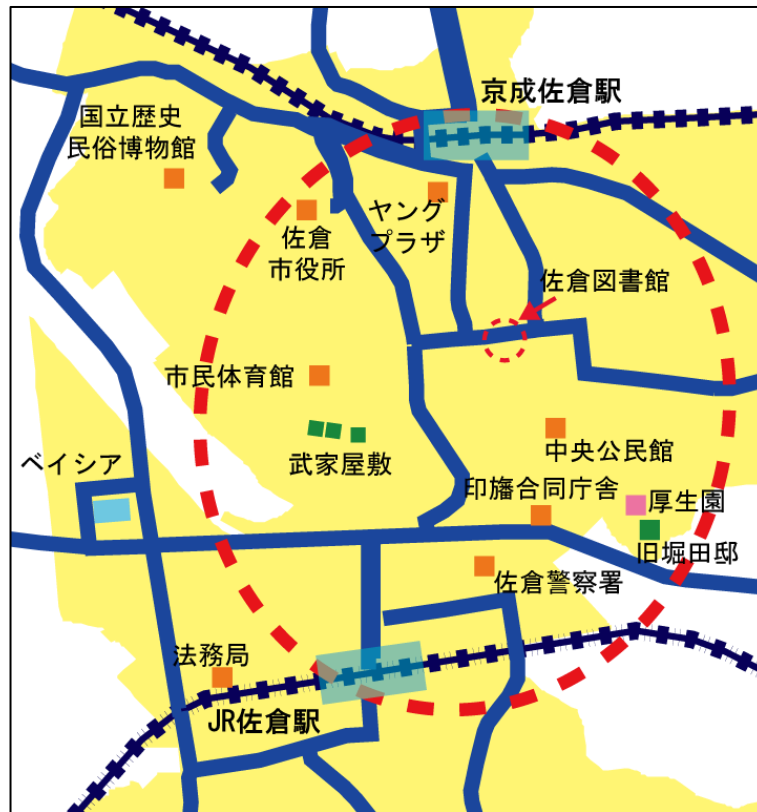 京成佐倉駅
国立歴史
民俗博物館
ヤング
プラザ
佐倉
市役所
佐倉図書館
市民体育館
武家屋敷
中央公民館
ベイシア
印旛合同庁舎
厚生園
旧堀田邸
佐倉警察署
法務局
JR佐倉駅